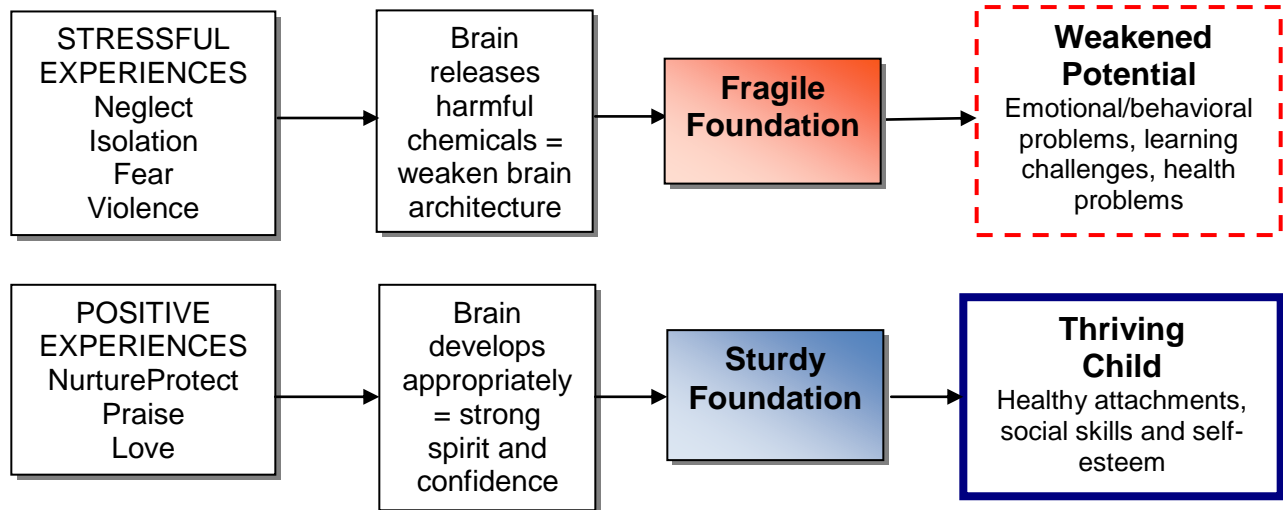 STRESSFUL
EXPERIENCES
Neglect
Isolation
Fear
Violence
Brain
releases
harmful
chemicals =
weaken brain
architecture
Fragile
Foundation
Weakened
Potential
Emotional/behavioral
problems, learning
challenges, health
problems
POSITIVE
EXPERIENCES
NurtureProtect
Praise
Love
Brain
develops
appropriately
= strong
spirit and
confidence
Sturdy
Foundation
Thriving
Child
Healthy attachments,
social skills and self-
esteem